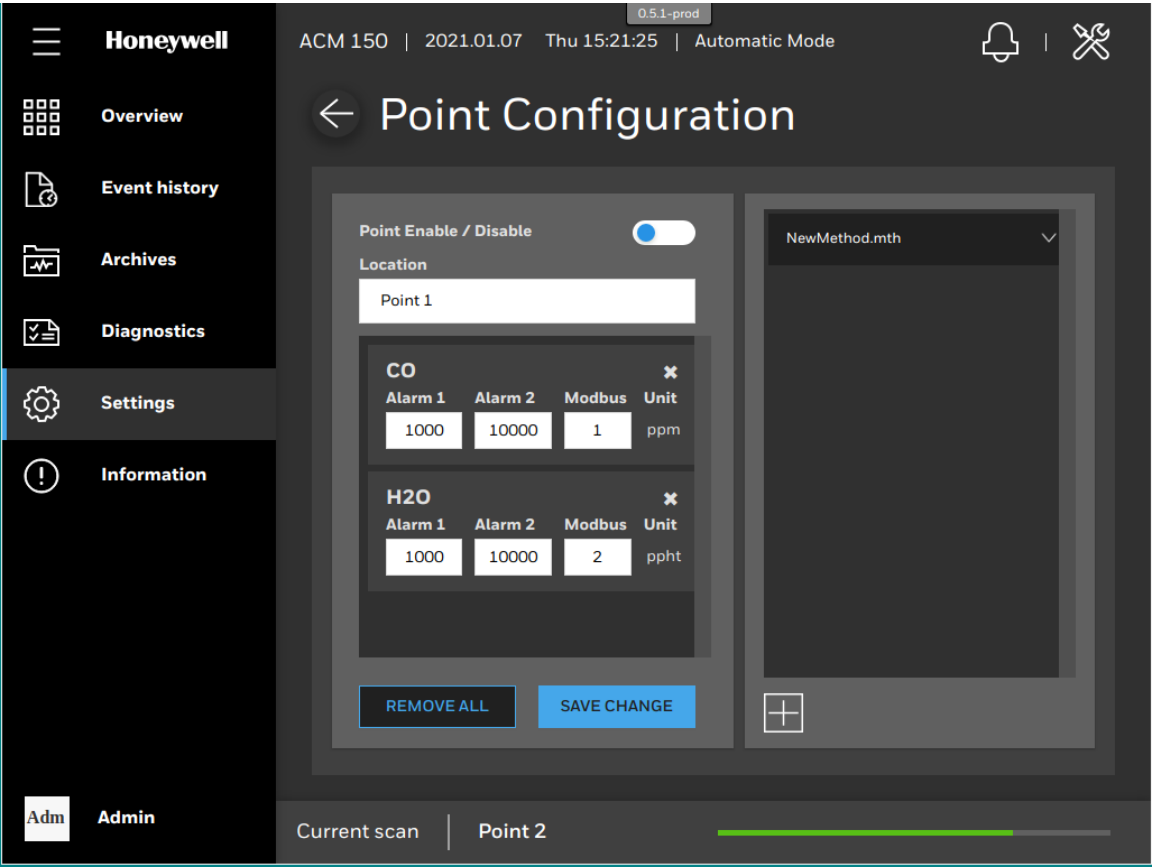 0.5.1-prod
Honeywell
ACM 150 | 2021.01.07 Thu 15:21:25 | Automatic Mode
Overview
Event history
Archives
Diagnostics
Settings
Information
Adm Admin
Point Configuration
Point Enable / Disable
Location
Point 1
CO
Alarm 1 Alarm 2 Modbus Unit
1000 10000 1 ppm
H2O
Alarm 1 Alarm 2 Modbus Unit
1000 10000 2 ppht
REMOVE ALL SAVE CHANGE
NewMethod.mth
Current scan Point 2